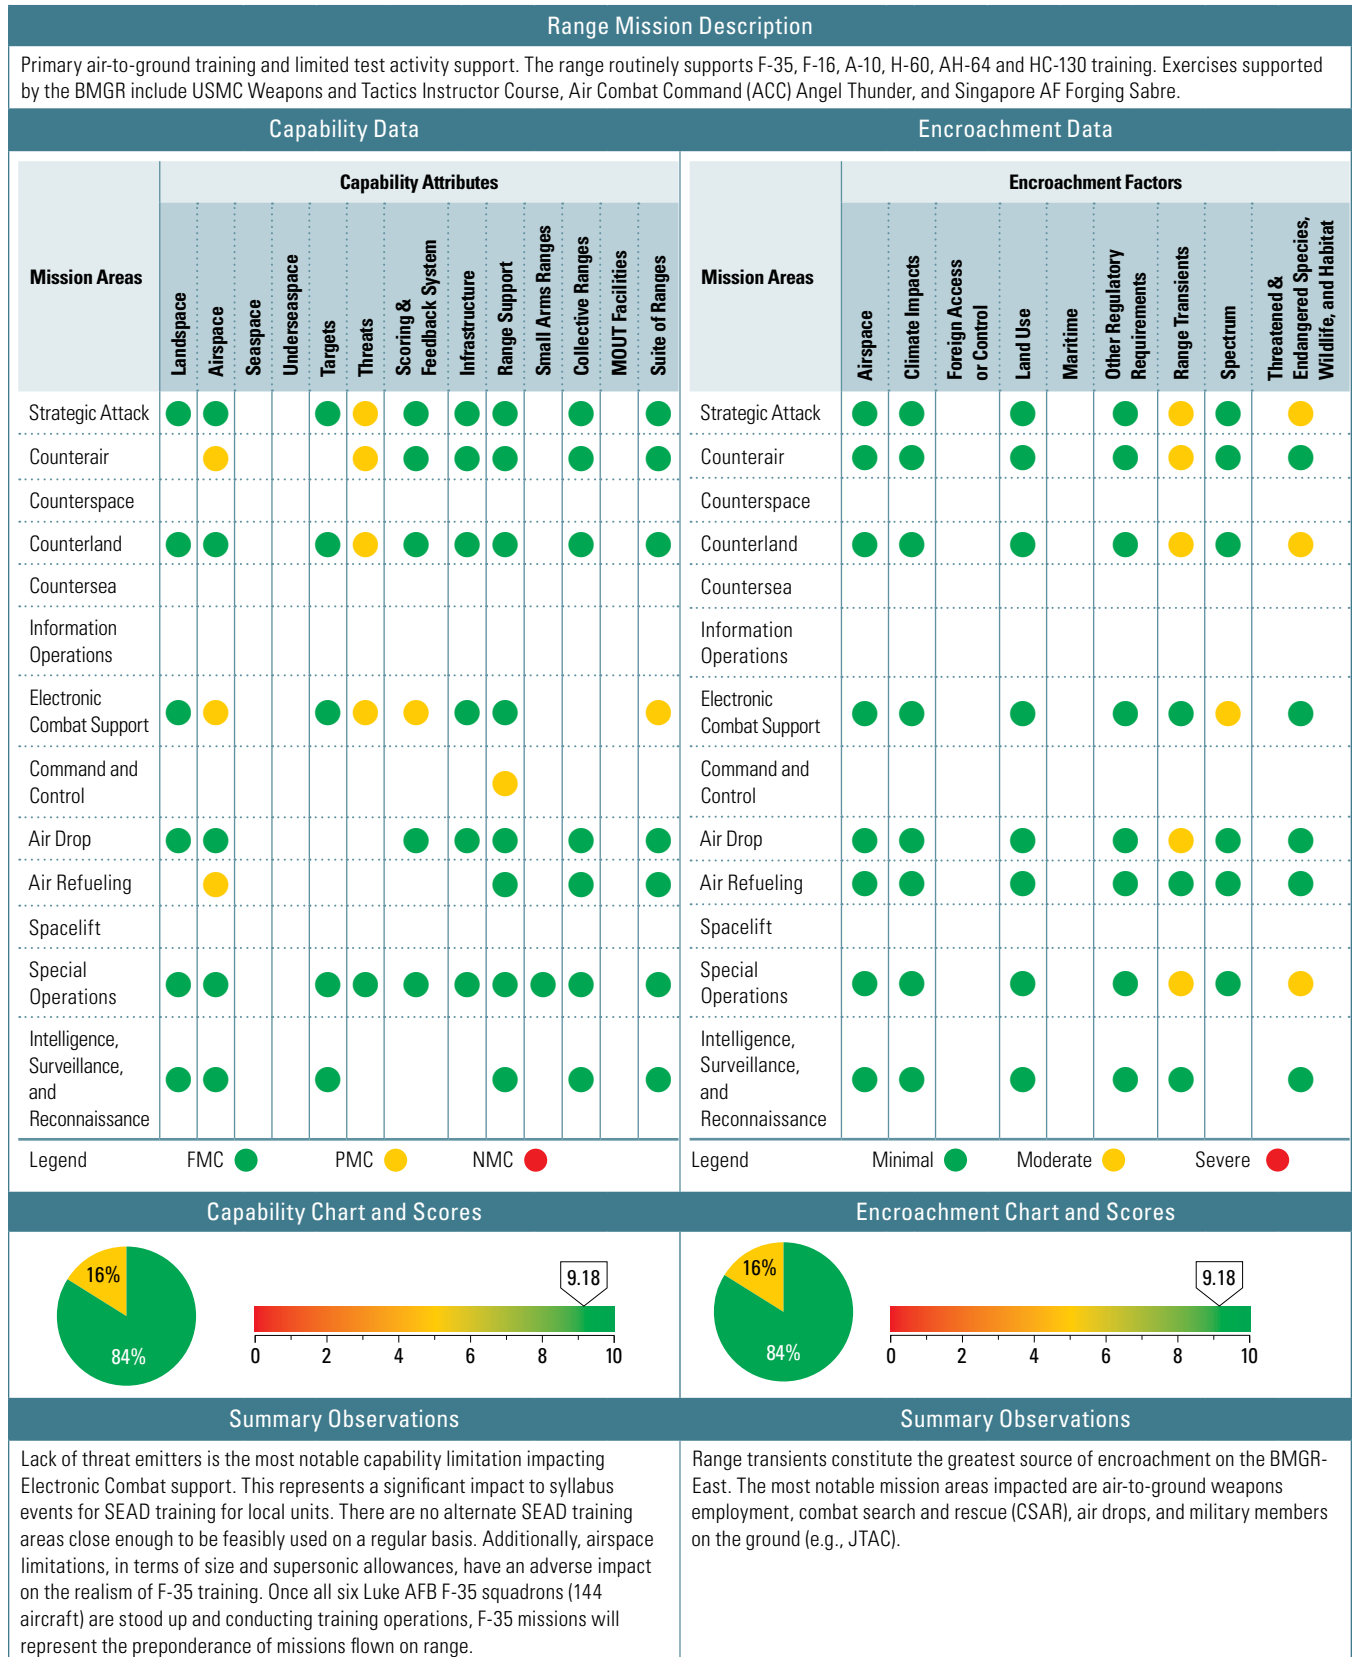 Range Mission Description
Primary air-to-ground training and limited test activity support. The range routinely supports F-35, F-16, A-10, H-60, AH-64 and HC-130 training. Exercises supported
by the BMGR include USMC Weapons and Tactics Instructor Course, Air Combat Command (ACC) Angel Thunder, and Singapore AF Forging Sabre.
Capability Data
Mission Areas
Capability Attributes
Landspace
Airspace
Seaspace
Underseaspace
Targets
Threats
Scoring &
Feedback System
Infrastructure
Range Support
Small Arms Ranges
Collective Ranges
MOUT Facilities
Suite of Ranges
Strategic Attack
Counterair
Counterspace
Counterland
Countersea
Information
Operations
Electronic
Combat Support
Command and
Control
Air Drop
Air Refueling
Spacelift
Special
Operations
Intelligence,
Surveillance,
and
Reconnaissance
Legend FMC PMC NMC
Encroachment Data
Mission Areas
Encroachment Factors
Airspace
Climate Impacts
Foreign Access
or Control
Land Use
Maritime
Other Regulatory
Requirements
Range Transients
Spectrum
Threatened &
Endangered Species,
Wildlife, and Habitat
Strategic Attack
Counterair
Counterspace
Counterland
Countersea
Information
Operations
Electronic
Combat Support
Command and
Control
Air Drop
Air Refueling
Spacelift
Special
Operations
Intelligence,
Surveillance,
and
Reconnaissance
Legend Minimal Moderate Severe
Capability Chart and Scores
16%
84%
9.18
0 2 4 6 8 10
Encroachment Chart and Scores
16%
84%
9.18
0 2 4 6 8 10
Summary Observations
Lack of threat emitters is the most notable capability limitation impacting
Electronic Combat support. This represents a significant impact to syllabus
events for SEAD training for local units. There are no alternate SEAD training
areas close enough to be feasibly used on a regular basis. Additionally, airspace
limitations, in terms of size and supersonic allowances, have an adverse impact
on the realism of F-35 training. Once all six Luke AFB F-35 squadrons (144
aircraft) are stood up and conducting training operations, F-35 missions will
represent the preponderance of missions flown on range.
Summary Observations
Range transients constitute the greatest source of encroachment on the BMGR-
East. The most notable mission areas impacted are air-to-ground weapons
employment, combat search and rescue (CSAR), air drops, and military members
on the ground (e.g., JTAC).